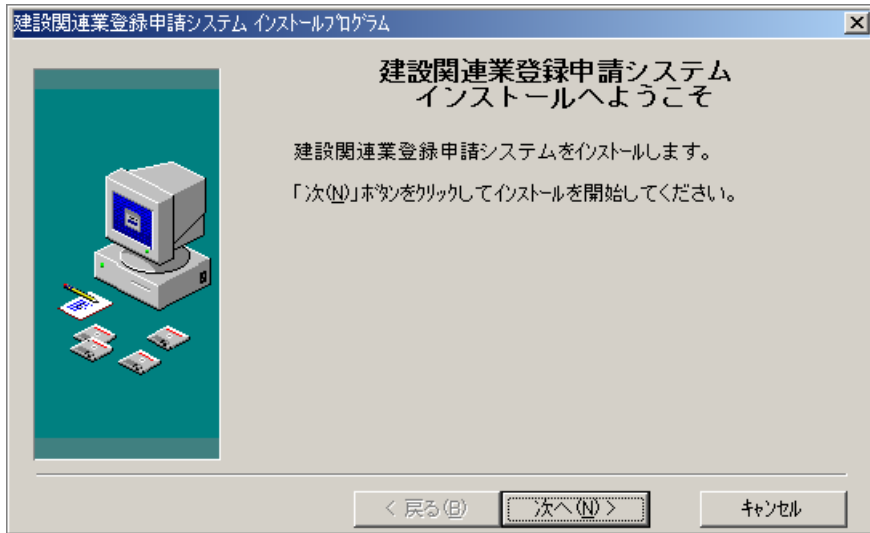 建設関連業登録申請システム インストールプログラム
建設関連業登録申請システム
インストールへようこそ
建設関連業登録申請システムをインストールします。
「次(N)」ボタンをクリックしてインストールを開始してください。
< 戻る(B)
次へ(N) >
キャンセル